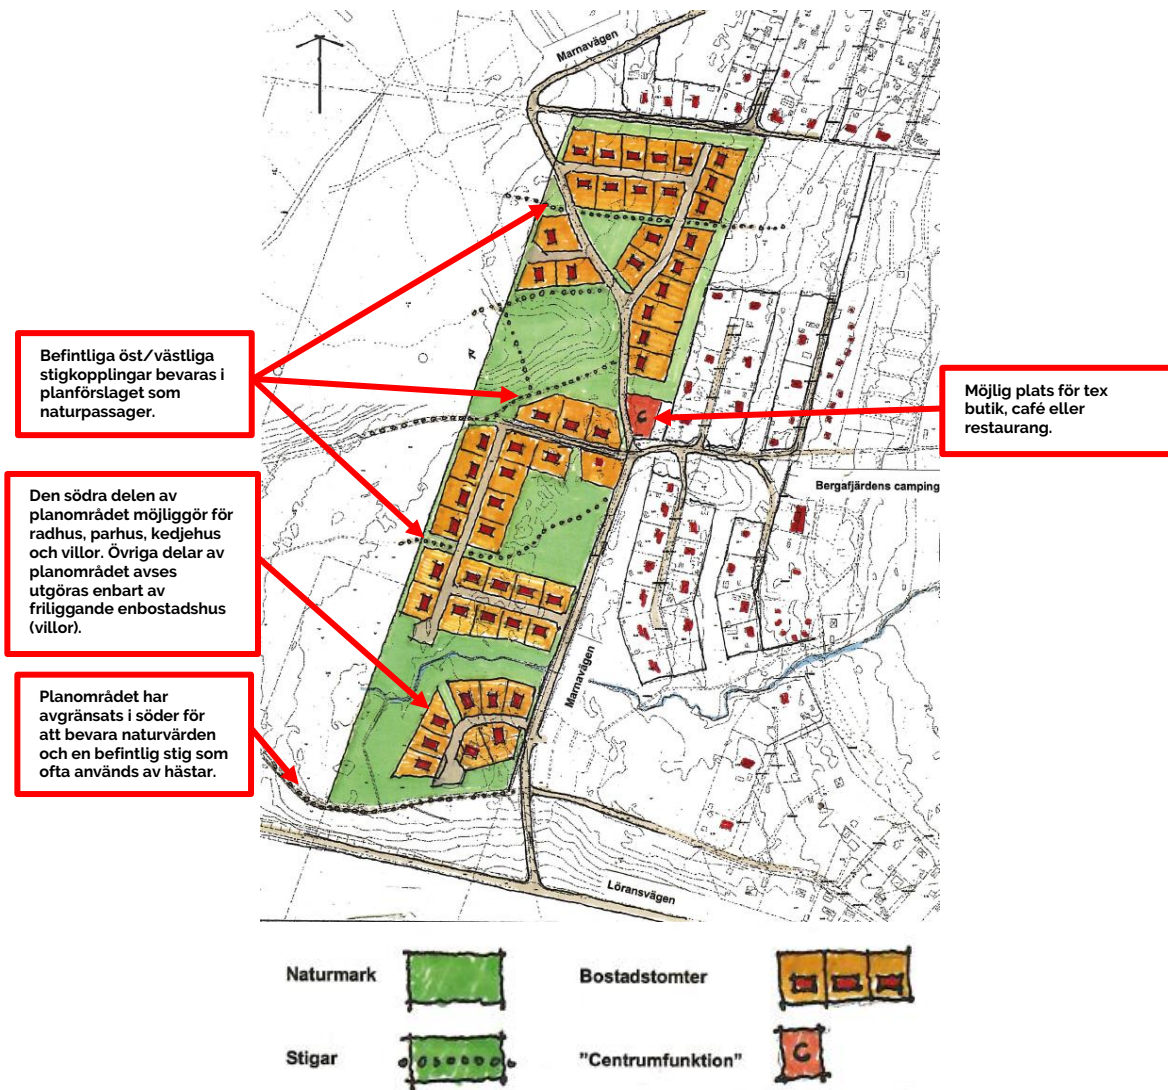 Marnavägen
Befintliga öst/västliga
stigkopplingar bevaras i
planförslaget som
naturpassager.
Möjlig plats för tex
butik, café eller
restaurang.
C
Bergafjärdens camping
Den södra delen av
planområdet möjliggör för
radhus, parhus, kedjehus
och villor. Övriga delar av
planområdet avses
utgöras enbart av
friliggande enbostadshus
(villor).
Marnavägen
Planområdet har
avgränsats i söder för
att bevara naturvärden
och en befintlig stig som
ofta används av hästar.
Löransvägen
Naturmark
Bostadstomter
Stigar
"Centrumfunktion"
C